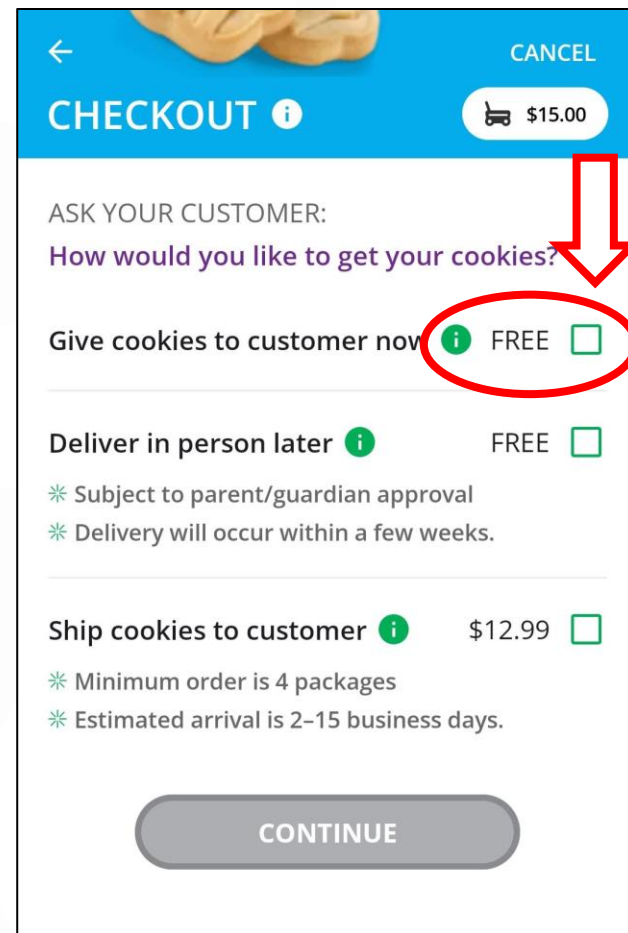 CANCEL
CHECKOUT
$15.00
ASK YOUR CUSTOMER:
How would you like to get your cookies?
Give cookies to customer now i FREE
Deliver in person later i FREE
Subject to parent/guardian approval
Delivery will occur within a few weeks.
Ship cookies to customer i $12.99
Minimum order is 4 packages
Estimated arrival is 2–15 business days.
CONTINUE